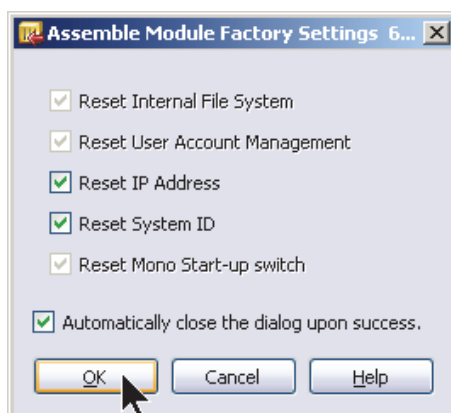 Assemble Module Factory Settings 6...
Reset Internal File System
Reset User Account Management
Reset IP Address
Reset System ID
Reset Mono Start-up switch
Automatically close the dialog upon success.
OK Cancel Help